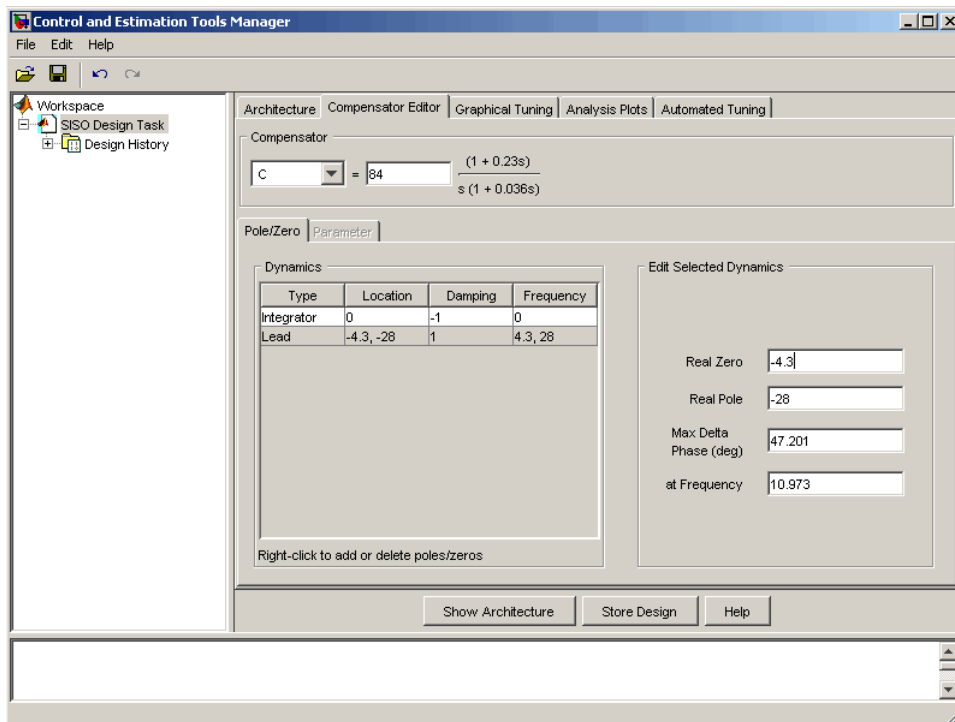 Control and Estimation Tools Manager
File Edit Help
Workspace
SISO Design Task
Design History
Architecture Compensator Editor Graphical Tuning Analysis Plots Automated Tuning
Compensator
C = 84 (1 + 0.23s)
s (1 + 0.036s)
Pole/Zero Parameter
Dynamics
Type Location Damping Frequency
Integrator 0 -1 0
Lead -4.3, -28 1 4.3, 28
Right-click to add or delete poles/zeros
Edit Selected Dynamics
Real Zero -4.3
Real Pole -28
Max Delta
Phase (deg) 47.201
at Frequency 10.973
Show Architecture Store Design Help